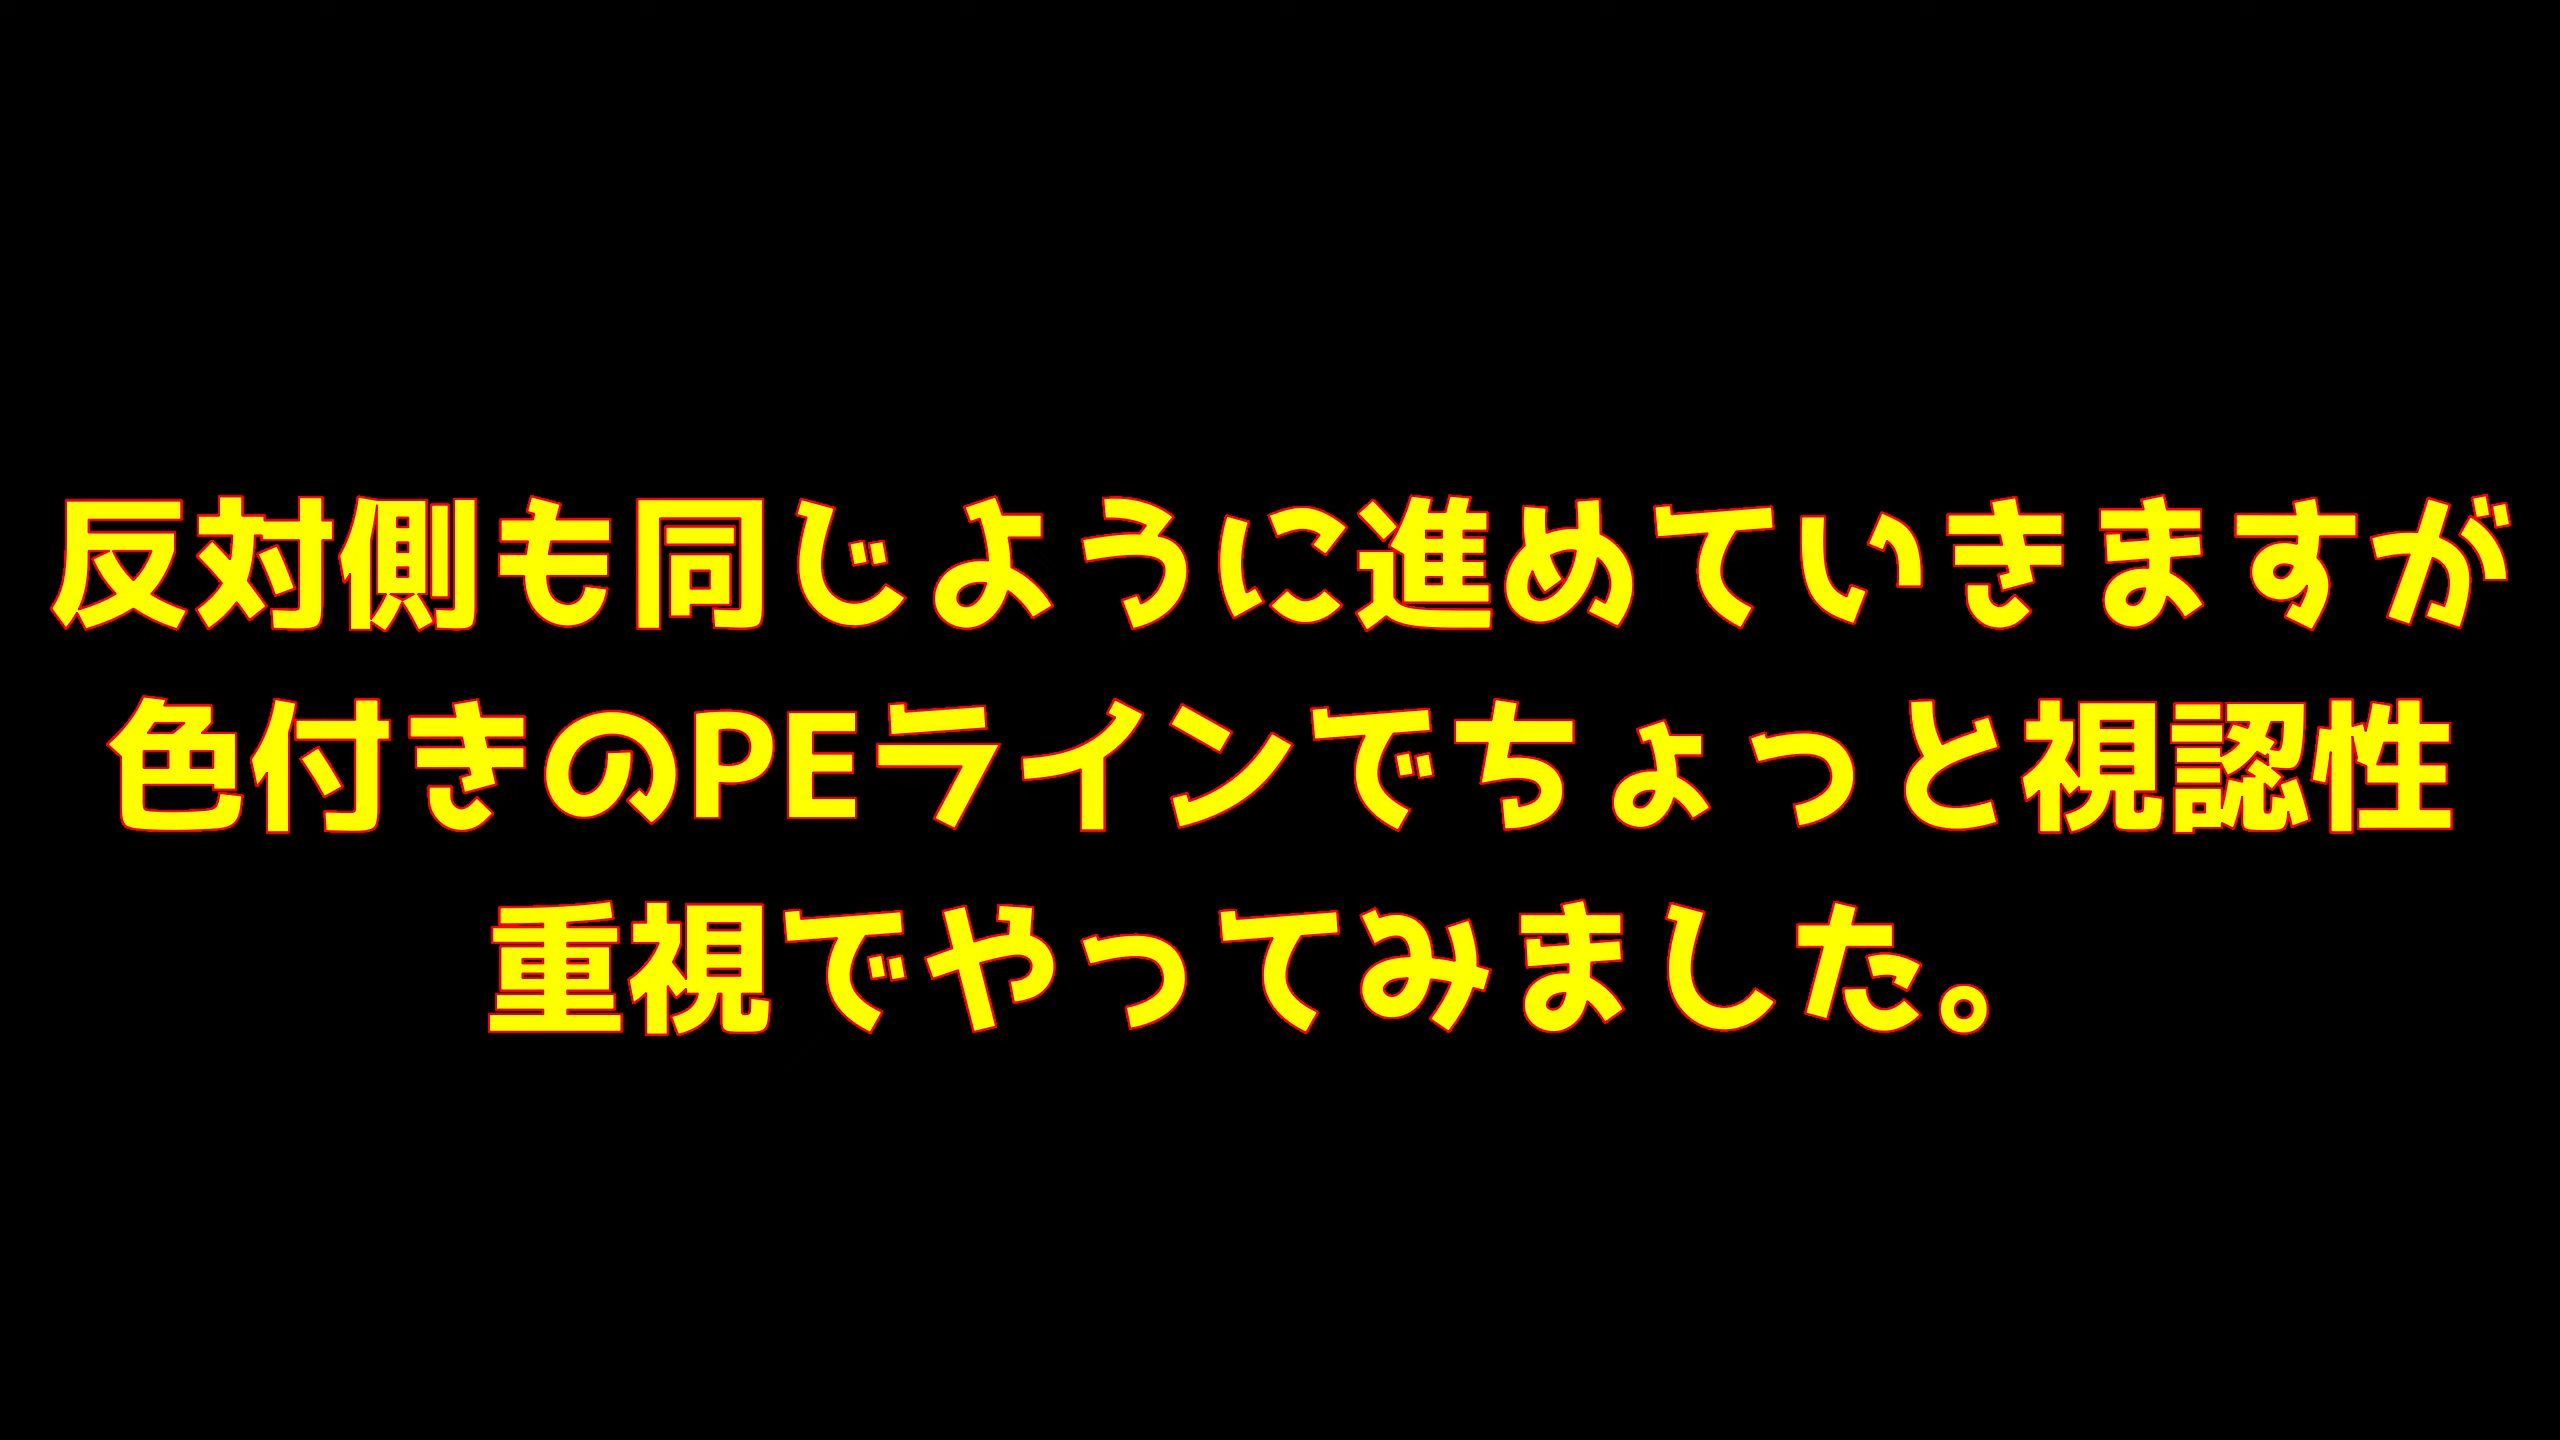 反対側も同じように進めていきますが
色付きのPEラインでちょっと視認性
重視でやってみました。